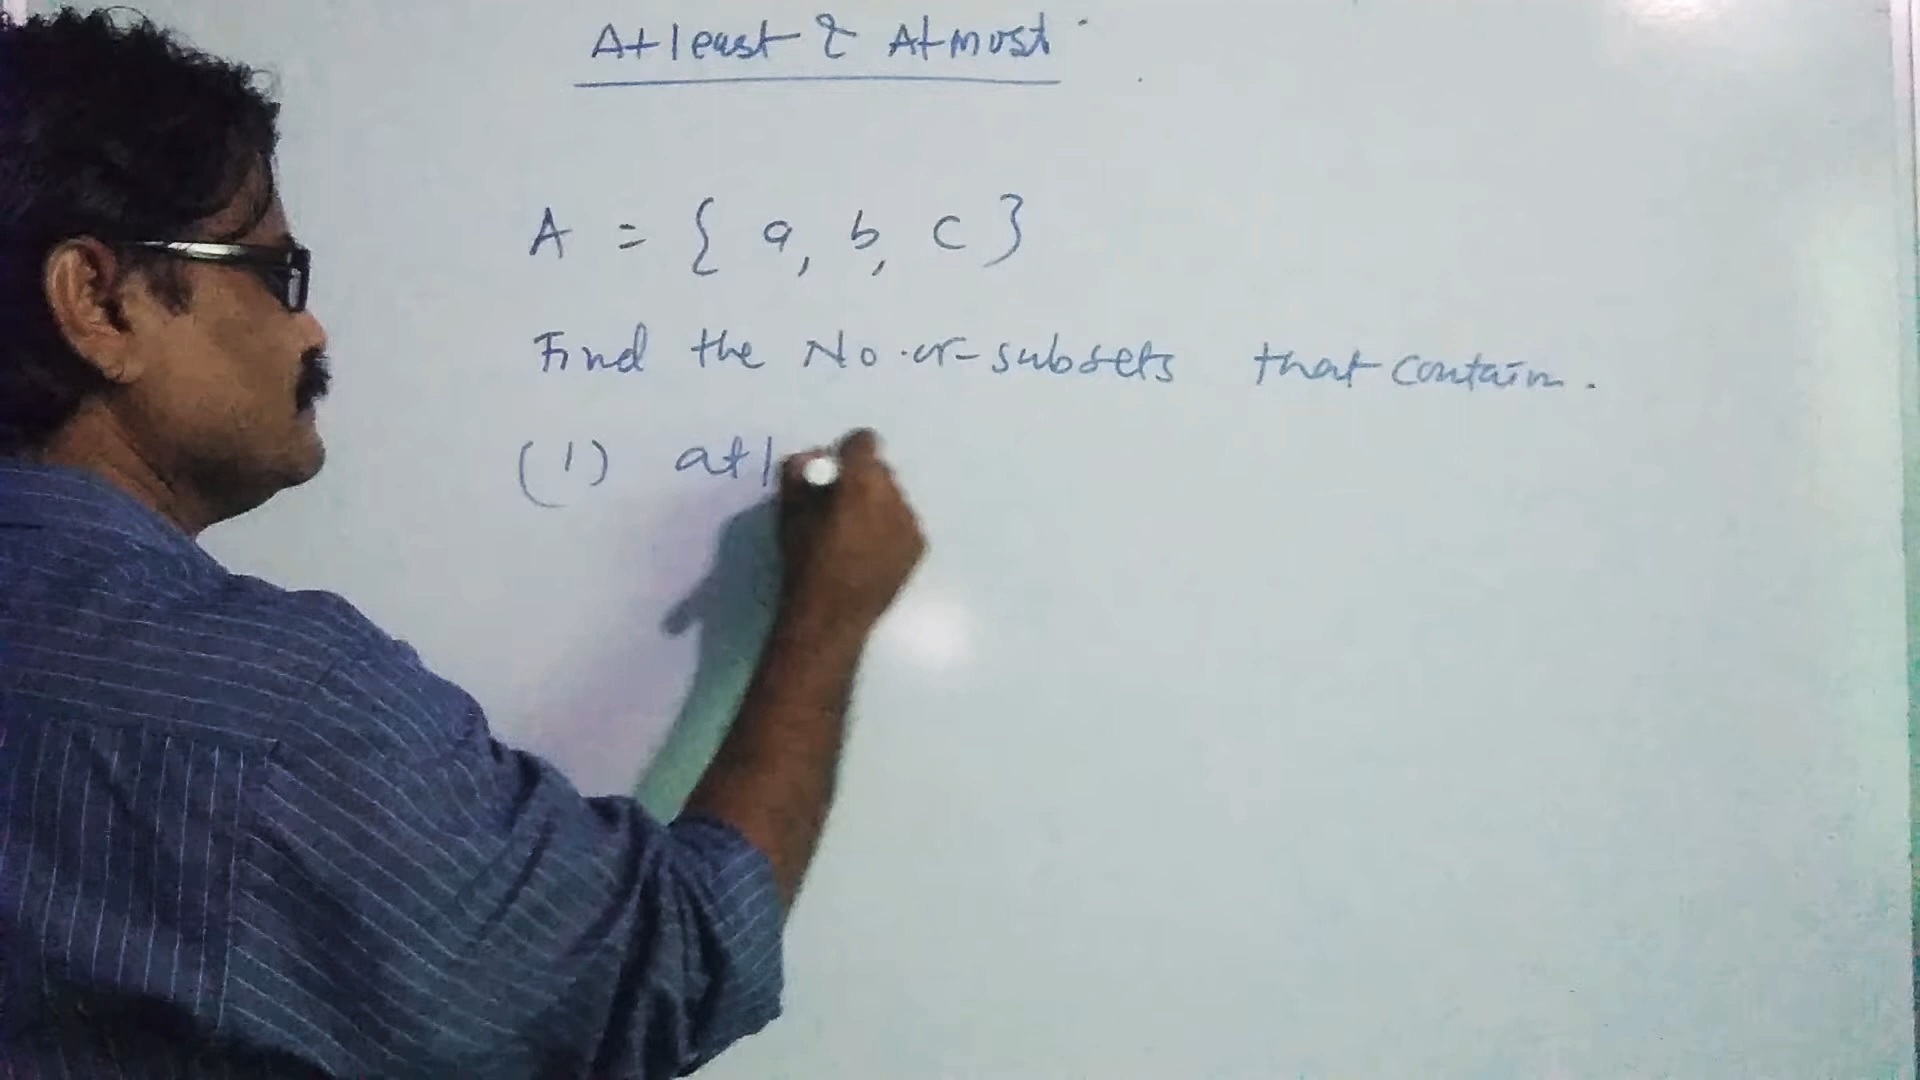 Atleast & Atmost
A = { a, b, c }
Find the No. of subsets that contain.
(1) atl